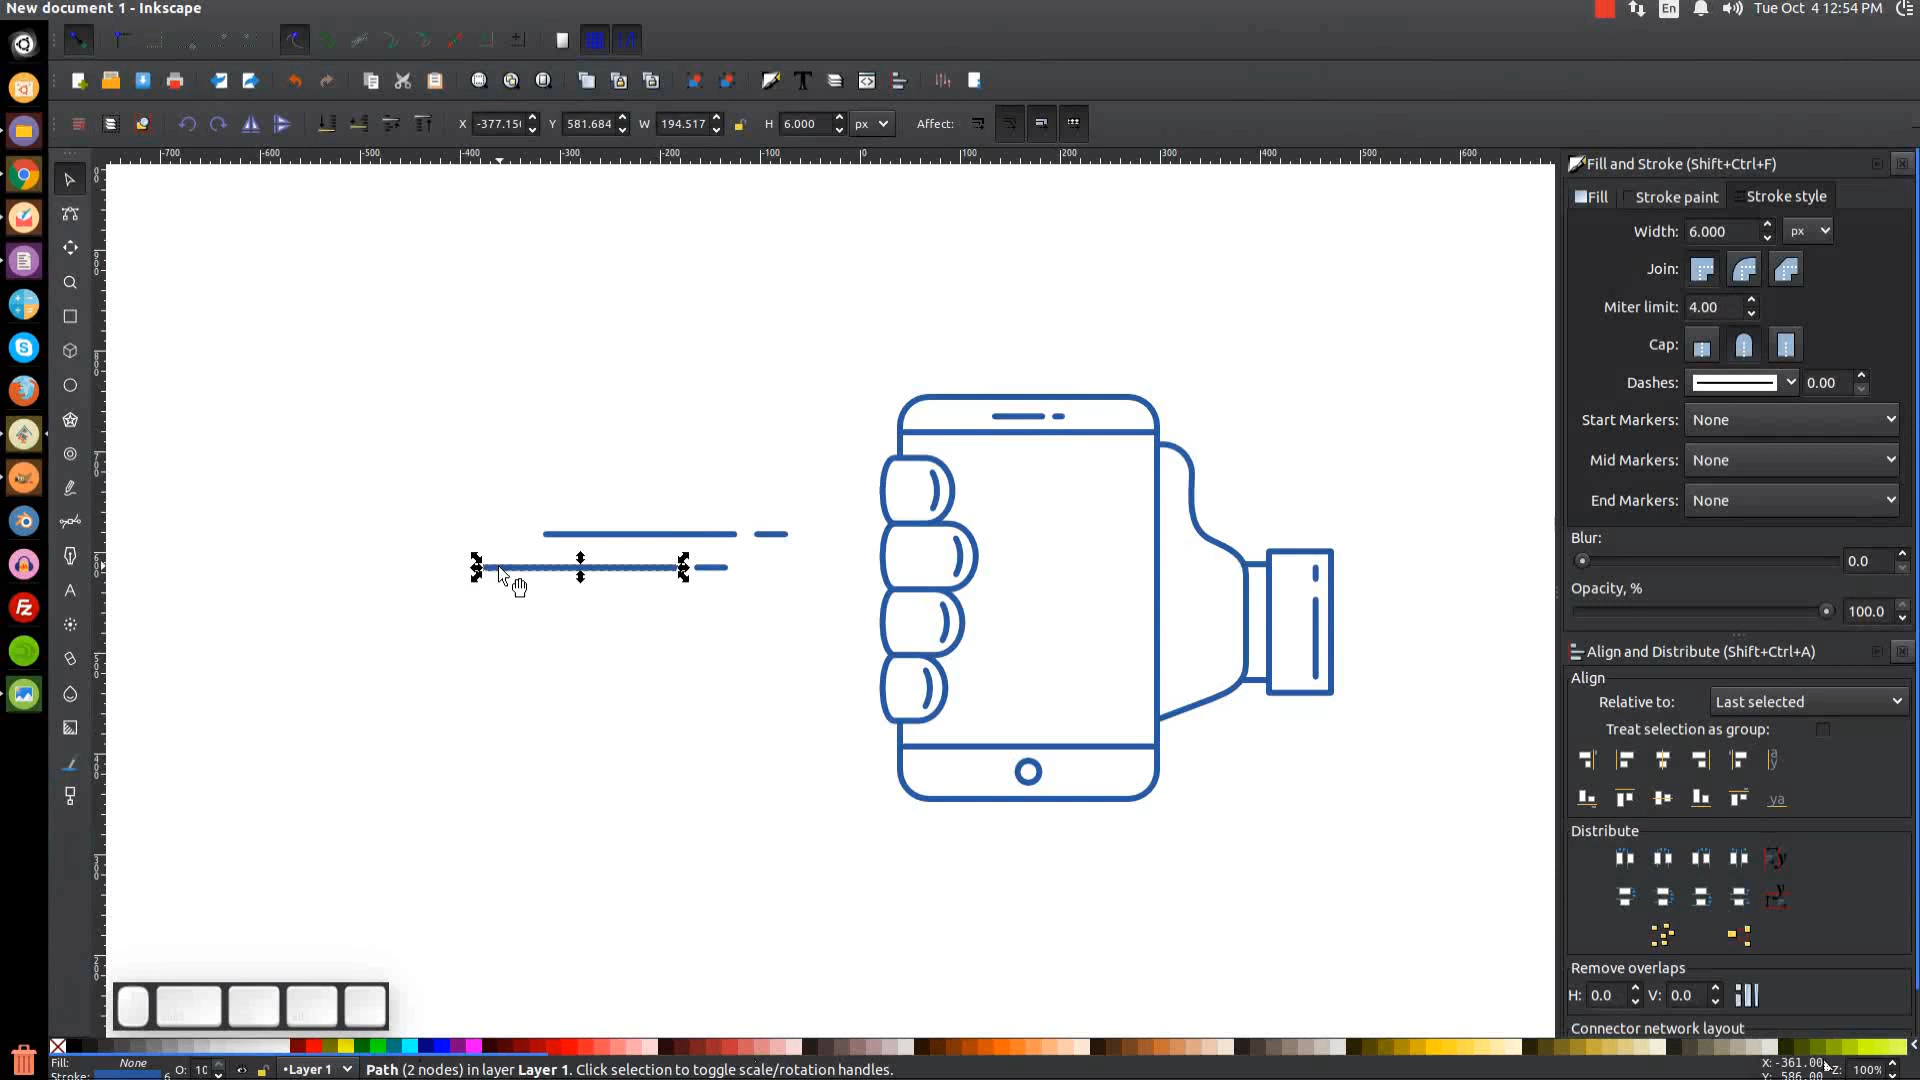 New document 1 - Inkscape
En
Tue Oct 4 12:54 PM
X -377.15
Y 581.684
W 194.517
H 6.000
px
Affect:
-700 -600 -500 -400 -300 -200 -100 0 100 200 300 400 500 600
Fill and Stroke (Shift+Ctrl+F)
Fill
Stroke paint
Stroke style
Width: 6.000 px
Join:
Miter limit: 4.00
Cap:
Dashes: 0.00
Start Markers: None
Mid Markers: None
End Markers: None
Blur:
0.0
Opacity, %
100.0
Align and Distribute (Shift+Ctrl+A)
Align
Relative to: Last selected
Treat selection as group:
Distribute
Remove overlaps
H: 0.0 V: 0.0
Connector network layout
Fill: None
Stroke: 6
O: 10
•Layer 1
Path (2 nodes) in layer Layer 1. Click selection to toggle scale/rotation handles.
X: -361.00
Y: 586.00
Z: 100%